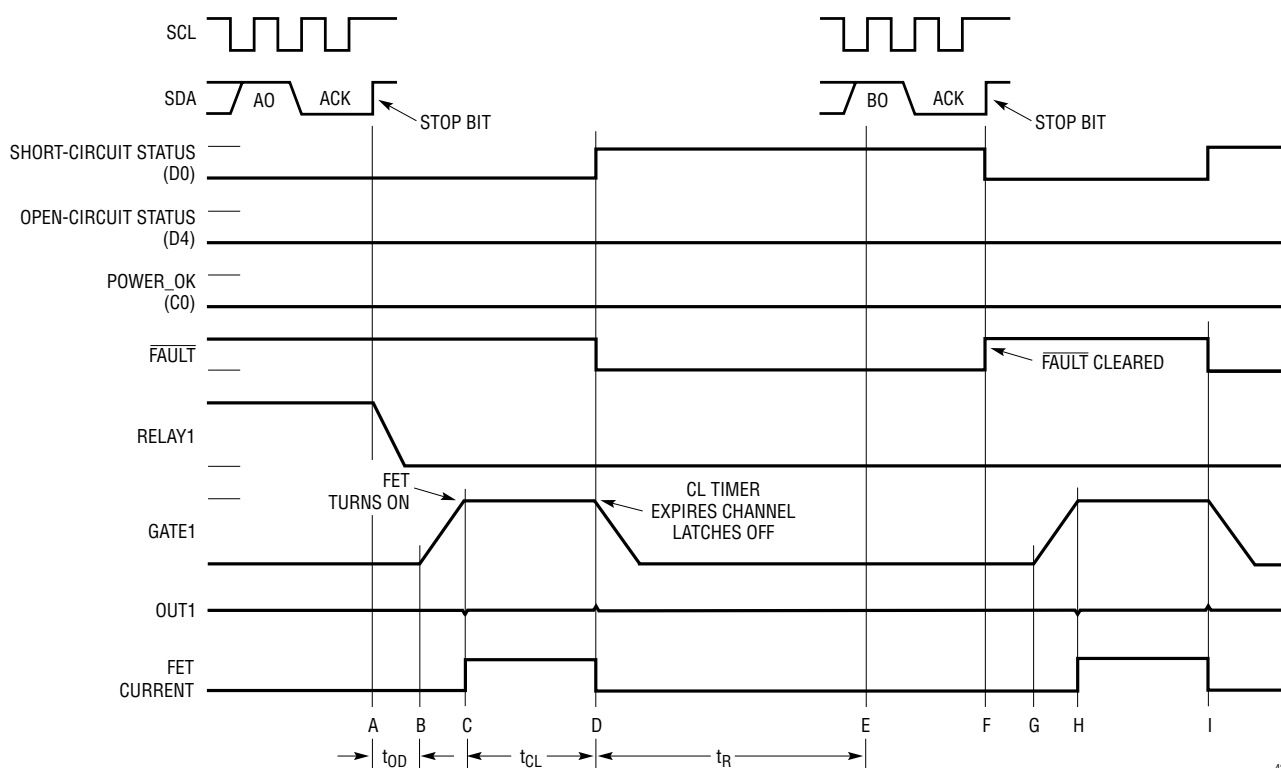 SCL
SDA
AO
ACK
STOP BIT
BO
ACK
STOP BIT
SHORT-CIRCUIT STATUS
(D0)
OPEN-CIRCUIT STATUS
(D4)
POWER_OK
(C0)
FAULT
FAULT CLEARED
RELAY1
FET
TURNS ON
CL TIMER
EXPIRES CHANNEL
LATCHES OFF
GATE1
OUT1
FET
CURRENT
A B C D E F G H I
tOD tCL tR